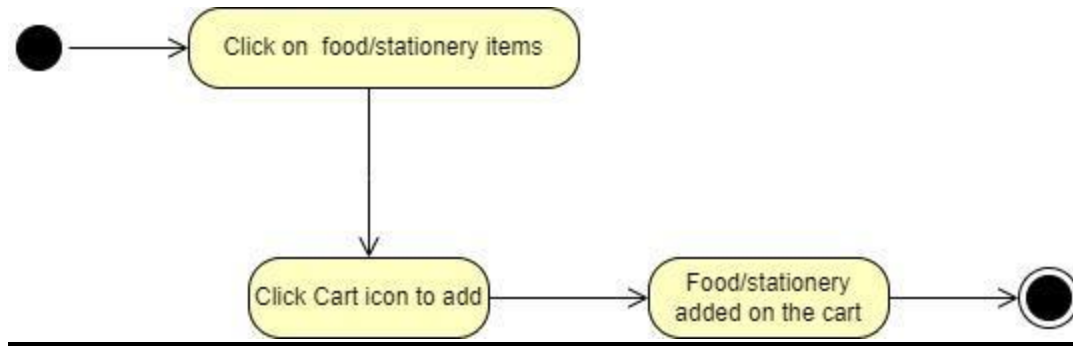 Click on  food/stationery items
Click Cart icon to add
Food/stationery
added on the cart